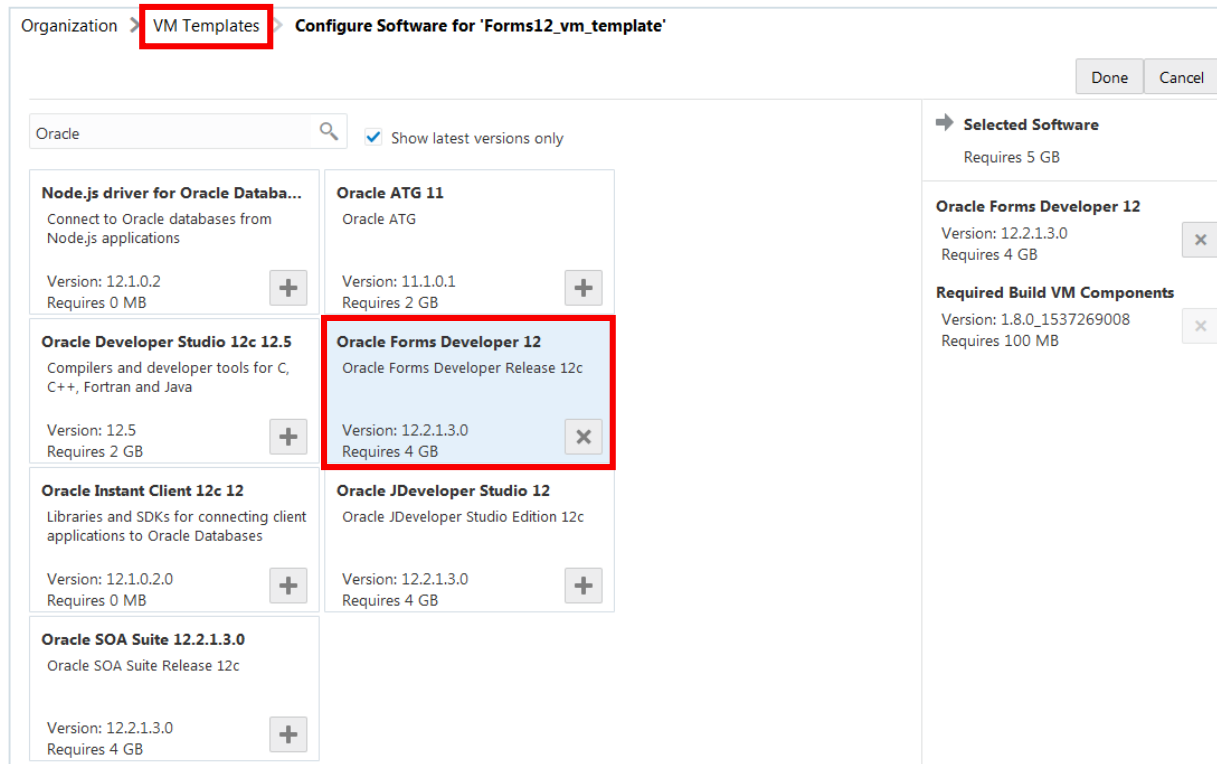 Organization VM Templates Configure Software for 'Forms12_vm_template'
Done Cancel
Oracle
Show latest versions only
Node.js driver for Oracle Databa...
Connect to Oracle databases from
Node.js applications
Version: 12.1.0.2
Requires 0 MB
Oracle ATG 11
Oracle ATG
Version: 11.1.0.1
Requires 2 GB
Oracle Developer Studio 12c 12.5
Compilers and developer tools for C,
C++, Fortran and Java
Version: 12.5
Requires 2 GB
Oracle Forms Developer 12
Oracle Forms Developer Release 12c
Version: 12.2.1.3.0
Requires 4 GB
Oracle Instant Client 12c 12
Libraries and SDKs for connecting client
applications to Oracle Databases
Version: 12.1.0.2.0
Requires 0 MB
Oracle JDeveloper Studio 12
Oracle JDeveloper Studio Edition 12c
Version: 12.2.1.3.0
Requires 4 GB
Oracle SOA Suite 12.2.1.3.0
Oracle SOA Suite Release 12c
Version: 12.2.1.3.0
Requires 4 GB
Selected Software
Requires 5 GB
Oracle Forms Developer 12
Version: 12.2.1.3.0
Requires 4 GB
Required Build VM Components
Version: 1.8.0_1537269008
Requires 100 MB